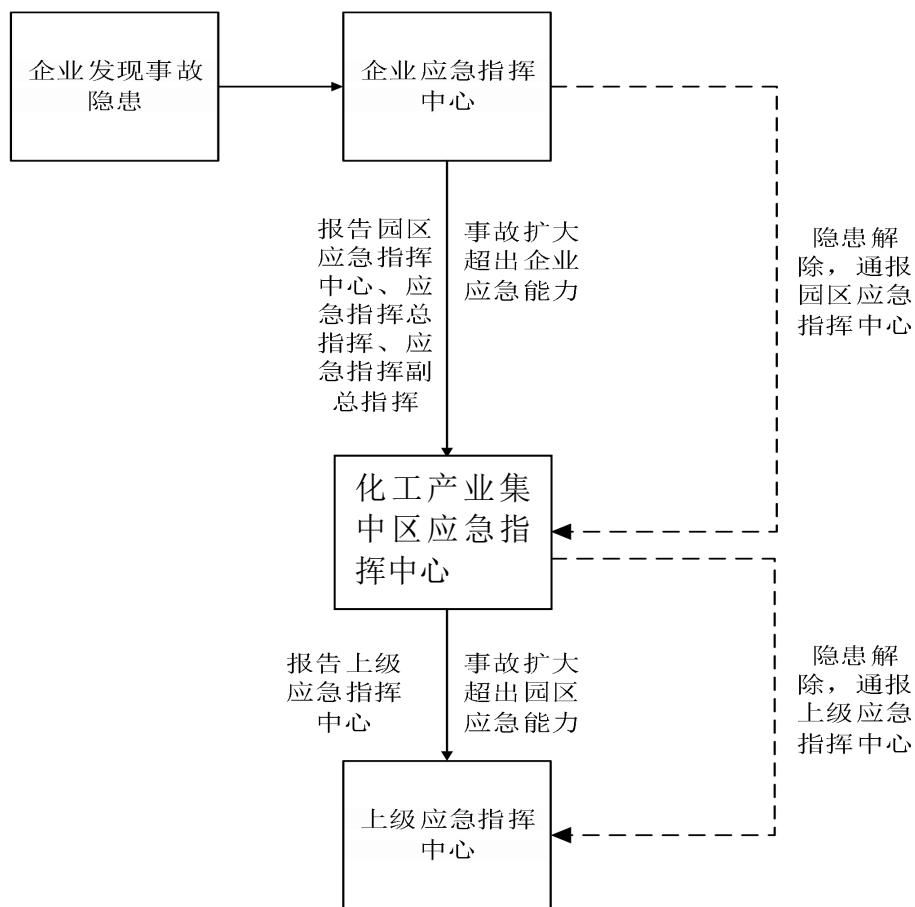 企业发现事故
隐患
企业应急指挥
中心
报告园区
应急指挥
中心、应
急指挥总
指挥、应
急指挥副
总指挥
事故扩大
超出企业
应急能力
隐患解
除，通报
园区应急
指挥中心
化工产业集
中区应急指
挥中心
报告上级
应急指挥
中心
事故扩大
超出园区
应急能力
隐患解
除，通报
上级应急
指挥中心
上级应急指挥
中心